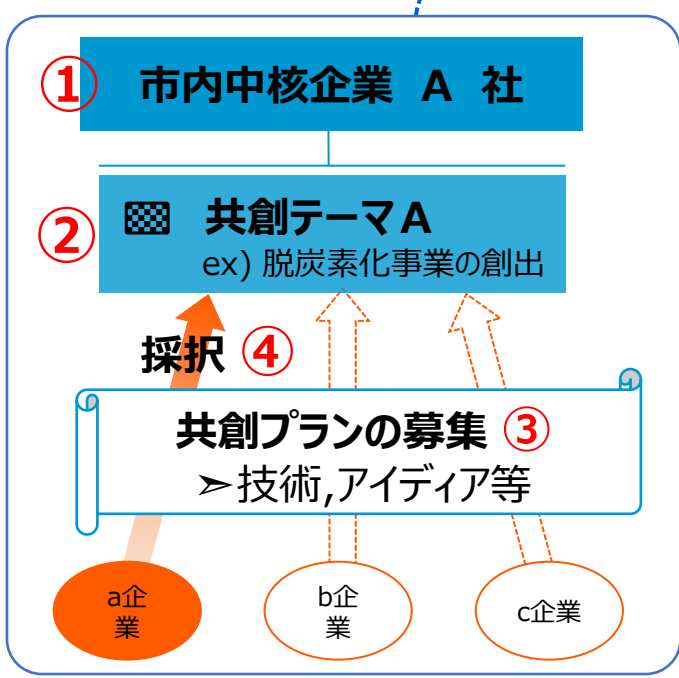 ① 市内中核企業 A 社
② 共創テーマA
ex) 脱炭素化事業の創出
採択 ④
共創プランの募集 ③
➢技術,アイディア等
a企
業
b企
業
c企業